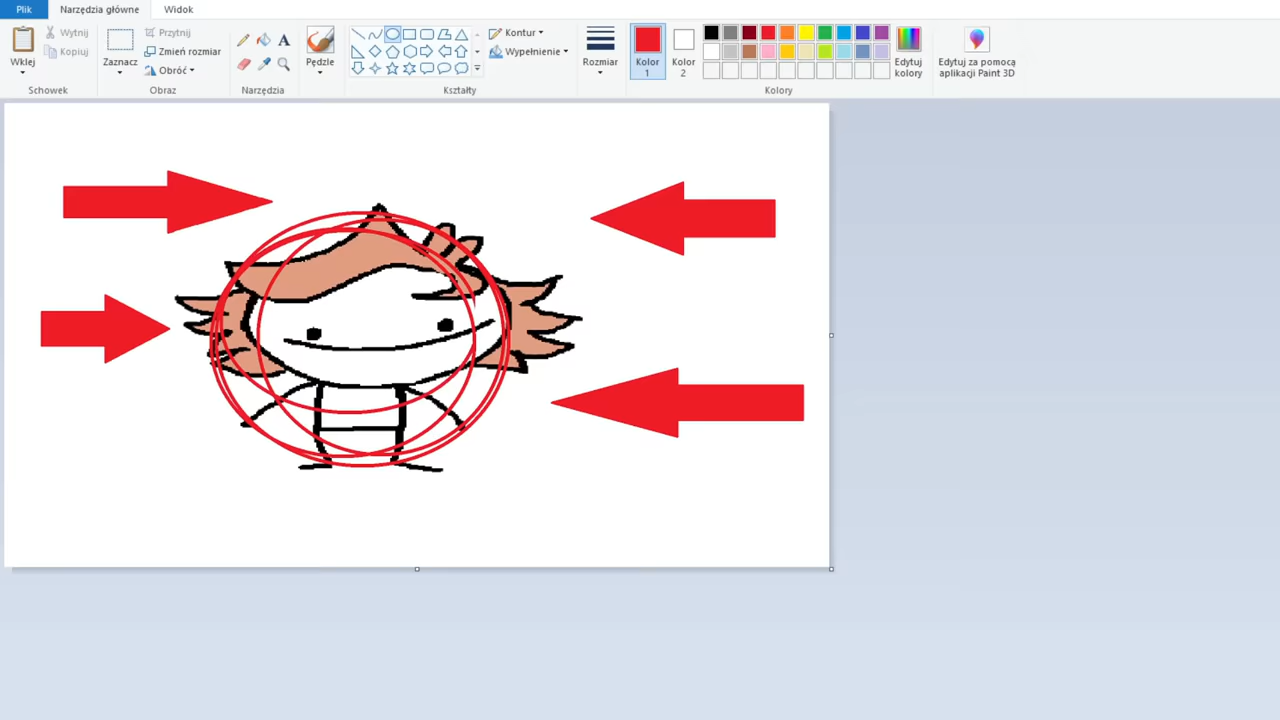 Plik Narzędzia główne Widok
Wklej
Wytnij
Kopiuj
Schowek
Zaznacz
Przytnij
Zmień rozmiar
Obróć
Obraz
A
Narzędzia
Pędzle
Kontur
Wypełnienie
Kształty
Rozmiar
Kolor
1
Kolor
2
Edytuj
kolory
Kolory
Edytuj za pomocą
aplikacji Paint 3D